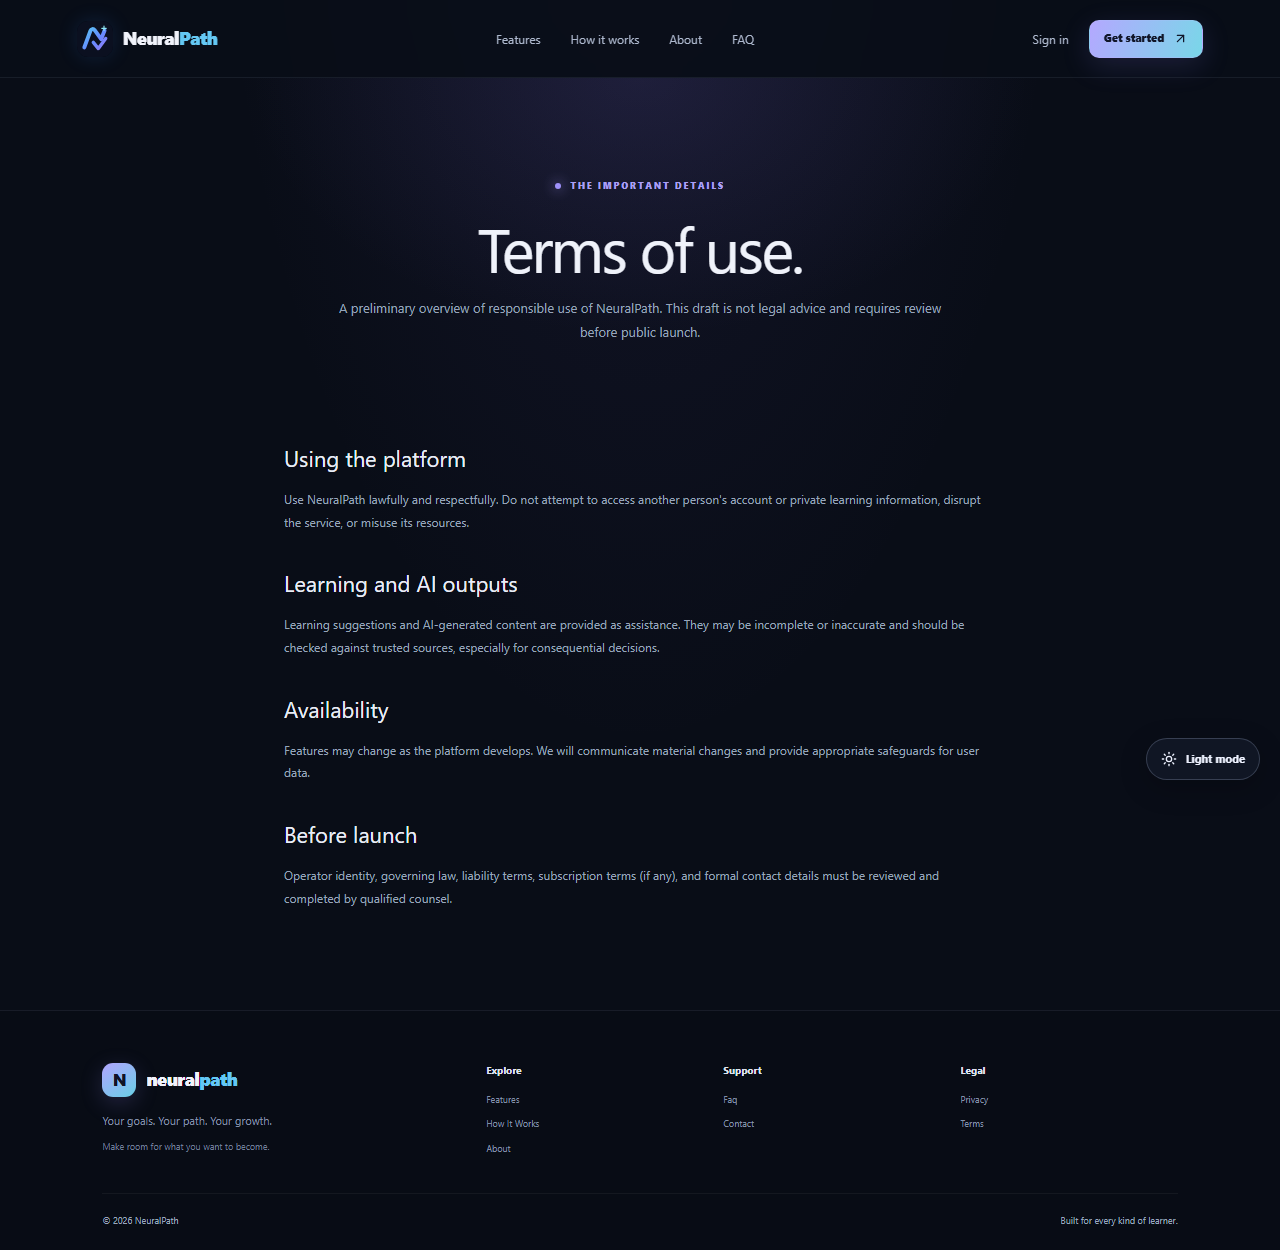 NeuralPath
Features How it works About FAQ
Sign in Get started
THE IMPORTANT DETAILS
Terms of use.
A preliminary overview of responsible use of NeuralPath. This draft is not legal advice and requires review
before public launch.
Using the platform
Use NeuralPath lawfully and respectfully. Do not attempt to access another person's account or private learning information, disrupt
the service, or misuse its resources.
Learning and AI outputs
Learning suggestions and AI-generated content are provided as assistance. They may be incomplete or inaccurate and should be
checked against trusted sources, especially for consequential decisions.
Availability
Features may change as the platform develops. We will communicate material changes and provide appropriate safeguards for user
data.
Light mode
Before launch
Operator identity, governing law, liability terms, subscription terms (if any), and formal contact details must be reviewed and
completed by qualified counsel.
N neuralpath
Your goals. Your path. Your growth.
Make room for what you want to become.
Explore
Features
How It Works
About
Support
Faq
Contact
Legal
Privacy
Terms
© 2026 NeuralPath
Built for every kind of learner.